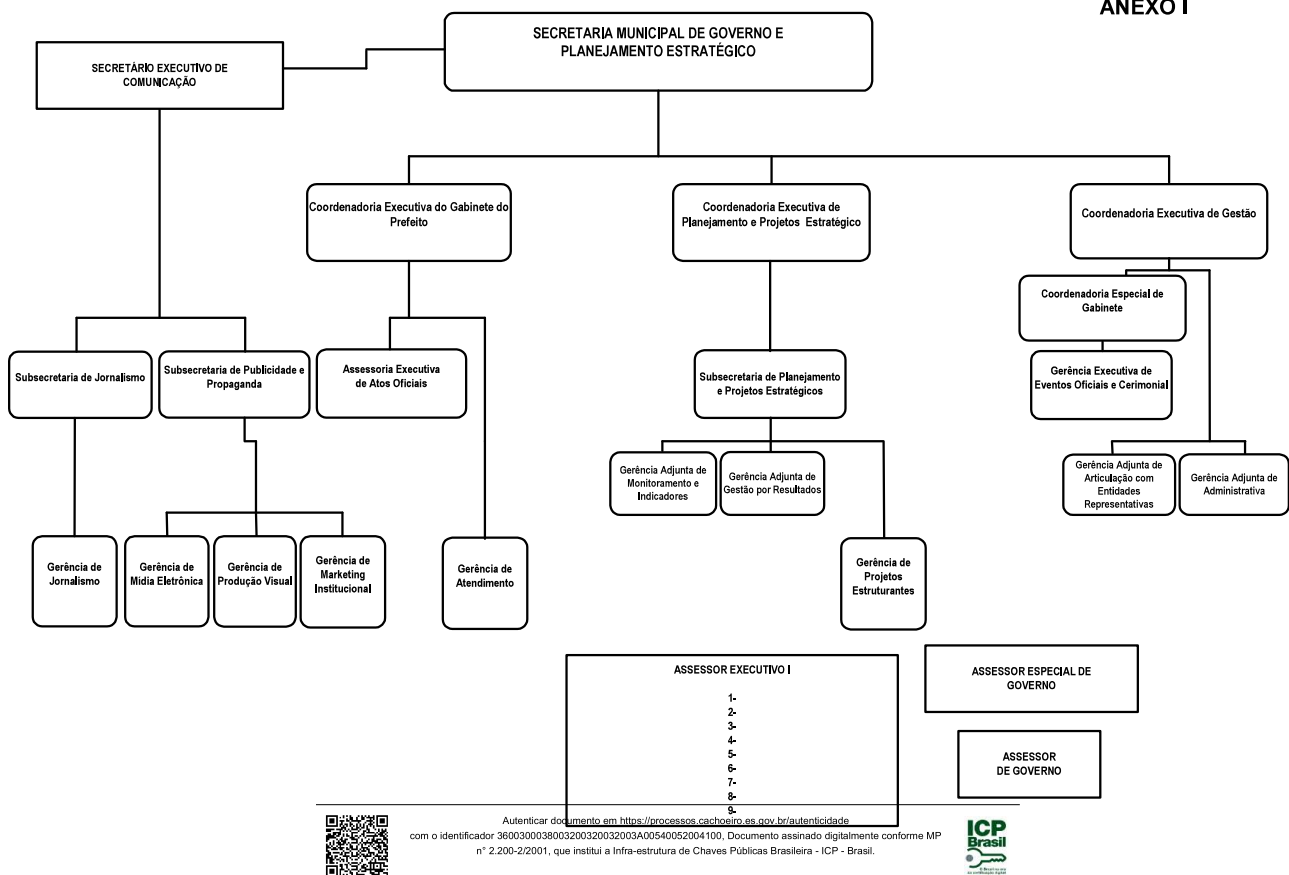 ANEXO I
SECRETARIA MUNICIPAL DE GOVERNO E
PLANEJAMENTO ESTRATÉGICO
SECRETÁRIO EXECUTIVO DE
COMUNICAÇÃO
Coordenadoria Executiva do Gabinete do
Prefeito
Coordenadoria Executiva de
Planejamento e Projetos Estratégico
Coordenadoria Executiva de Gestão
Coordenadoria Especial de
Gabinete
Subsecretaria de Jornalismo
Subsecretaria de Publicidade e
Propaganda
Assessoria Executiva
de Atos Oficiais
Subsecretaria de Planejamento
e Projetos Estratégicos
Gerência Executiva de
Eventos Oficiais e Cerimonial
Gerência Adjunta de
Monitoramento e
Indicadores
Gerência Adjunta de
Gestão por Resultados
Gerência Adjunta de
Articulação com
Entidades
Representativas
Gerência Adjunta de
Administrativa
Gerência de
Jornalismo
Gerência de
Midia Eletrônica
Gerência de
Produção Visual
Gerência de
Marketing
Institucional
Gerência de
Atendimento
Gerência de
Projetos
Estruturantes
ASSESSOR EXECUTIVO I
1-
2-
3-
4-
5-
6-
7-
8-
9-
ASSESSOR ESPECIAL DE
GOVERNO
ASSESSOR
DE GOVERNO
Autenticar documento em https://processos.cachoeiro.es.gov.br/autenticidade
com o identificador 3600300038003200320032003A00540052004100, Documento assinado digitalmente conforme MP
n° 2.200-2/2001, que institui a Infra-estrutura de Chaves Públicas Brasileira - ICP - Brasil.
ICP
Brasil